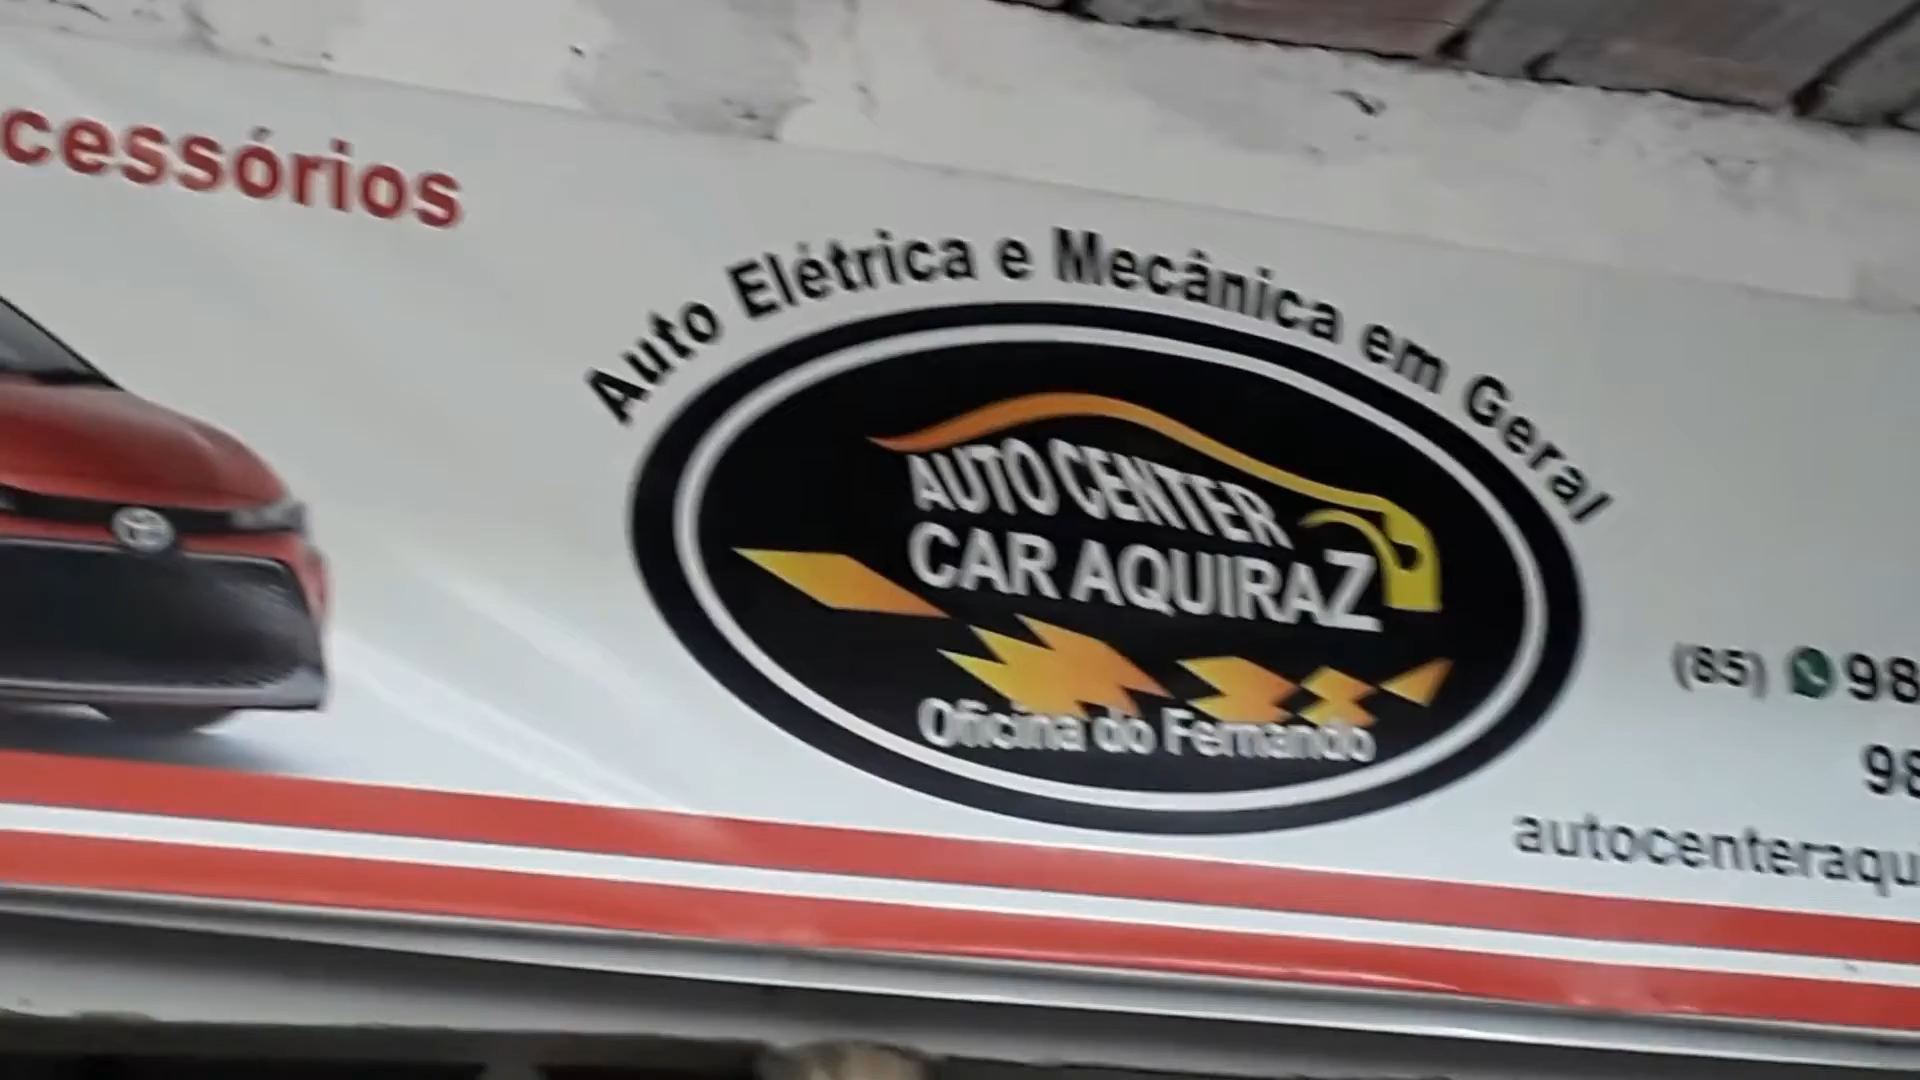 cessórios
Auto Elétrica e Mecânica em Geral
AUTO CENTER
CAR AQUIRAZ
Oficina do Fernando
(85) 98
98
autocenteraqu